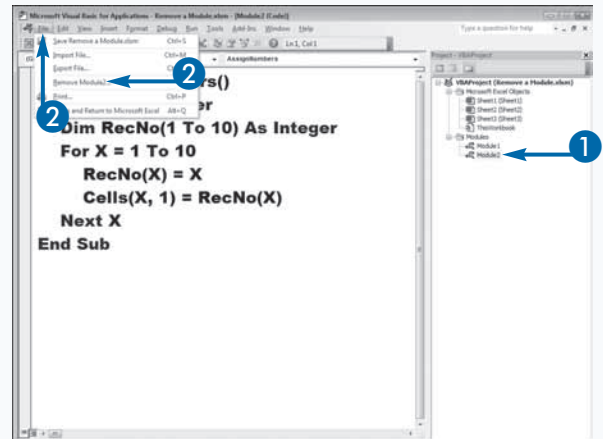 Microsoft Visual Basic for Applications - Remove a Module.xlsm - [Module2 (Code)]
File Edit View Insert Format Debug Run Tools Add-Ins Window Help
Type a question for help
Save Remove a Module.xlsm Ctrl+S
Import File... Ctrl+M
Export File...
Remove Module2...
Print... Ctrl+P
and Return to Microsoft Excel Alt+Q
Ln1, Col1
AssignNumbers
rs()
er
Dim RecNo(1 To 10) As Integer
For X = 1 To 10
RecNo(X) = X
Cells(X, 1) = RecNo(X)
Next X
End Sub
2
2
Project - VBAProject
VBAProject (Remove a Module.xlsm)
Microsoft Excel Objects
Sheet1 (Sheet1)
Sheet2 (Sheet2)
Sheet3 (Sheet3)
ThisWorkbook
Modules
Module1
Module2
1